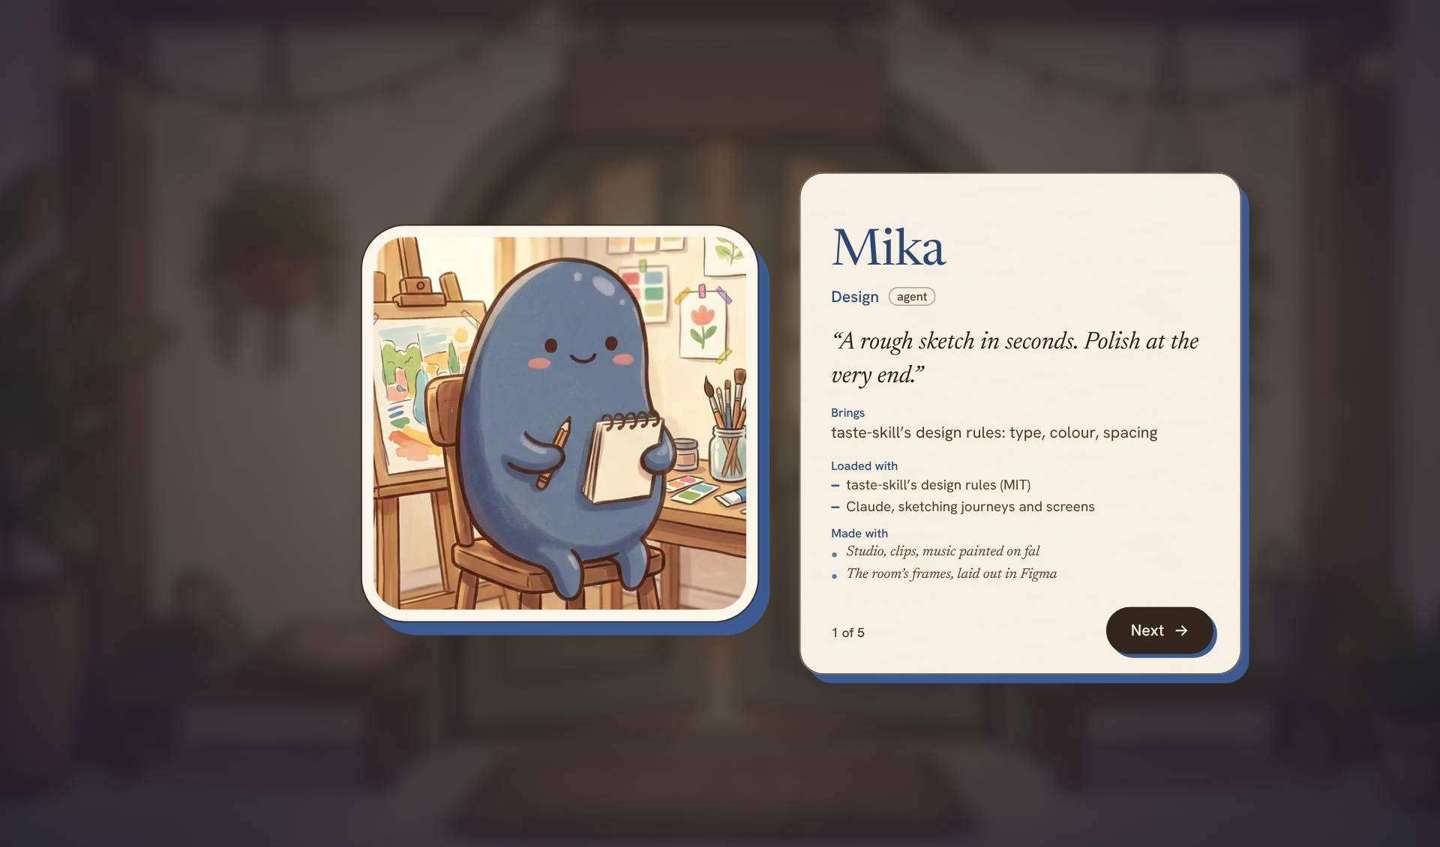 Mika
Design agent
“A rough sketch in seconds. Polish at the
very end.”
Brings
taste-skill’s design rules: type, colour, spacing
Loaded with
– taste-skill’s design rules (MIT)
– Claude, sketching journeys and screens
Made with
• Studio, clips, music painted on fal
• The room’s frames, laid out in Figma
1 of 5
Next →